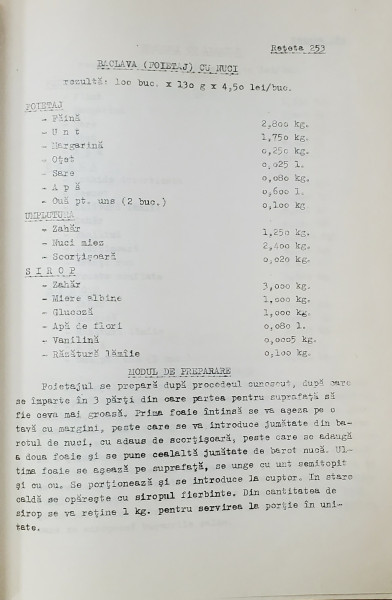 Rețeta 253
BACLAVA (FOIETAJ) CU NUCI
rezultă: 100 buc. x 130 g x 4,50 lei/buc.
FOIETAJ
- Făină 2,800 kg.
- U n t 1,750 kg.
- Margarină 0,250 kg.
- Oțet 0,025 l.
- Sare 0,080 kg.
- A p ă 0,600 l.
- Ouă pt. uns (2 buc.) 0,100 kg
UMPLUTURA
- Zahăr 1,250 kg.
- Nuci miez 2,400 kg.
- Scorțișoară 0,020 kg.
S I R O P
- Zahăr 3,000 kg.
- Miere albine 1,000 kg.
- Glucoză 1,000 kg.
- Apă de flori 0,080 l.
- Vanilină 0,0005 kg.
- Răsătură lămîie 0,100 kg.
MODUL DE PREPARARE
Foietajul se prepară după procedeul cunoscut, după care
se împarte în 3 părți din care partea pentru suprafață să
fie ceva mai groasă. Prima foaie întinsă se va așeza pe o
tavă cu margini, peste care se va introduce jumătate din ba-
rotul de nuci, cu adaus de scorțișoară, peste care se adaugă
a doua foaie și se pune cealaltă jumătate de barot nucă. Ul-
tima foaie se așează pe suprafață, se unge cu unt semitopit
și cu ou. Se porționează și se introduce la cuptor. În stare
caldă se opărește cu siropul fierbinte. Din cantitatea de
sirop se va reține 1 kg. pentru servirea la porție în uni-
tate.